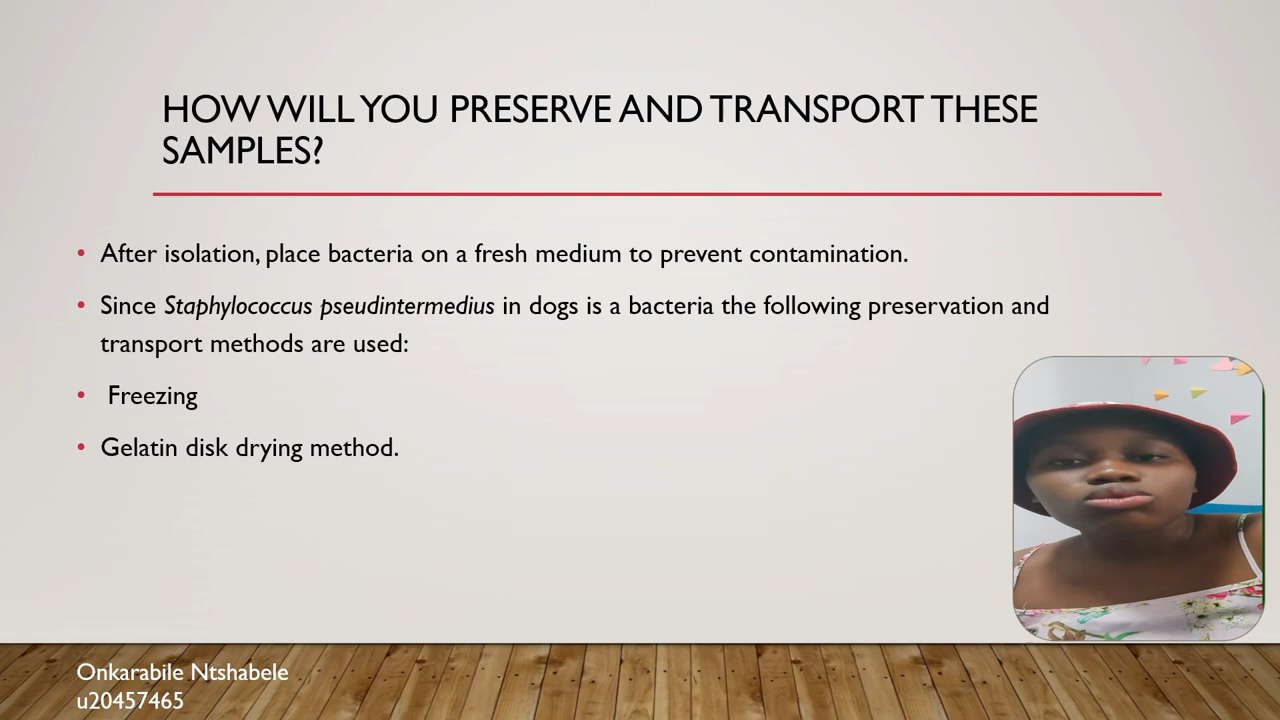 HOW WILL YOU PRESERVE AND TRANSPORT THESE
SAMPLES?
• After isolation, place bacteria on a fresh medium to prevent contamination.
• Since Staphylococcus pseudintermedius in dogs is a bacteria the following preservation and
transport methods are used:
• Freezing
• Gelatin disk drying method.
Onkarabile Ntshabele
u20457465